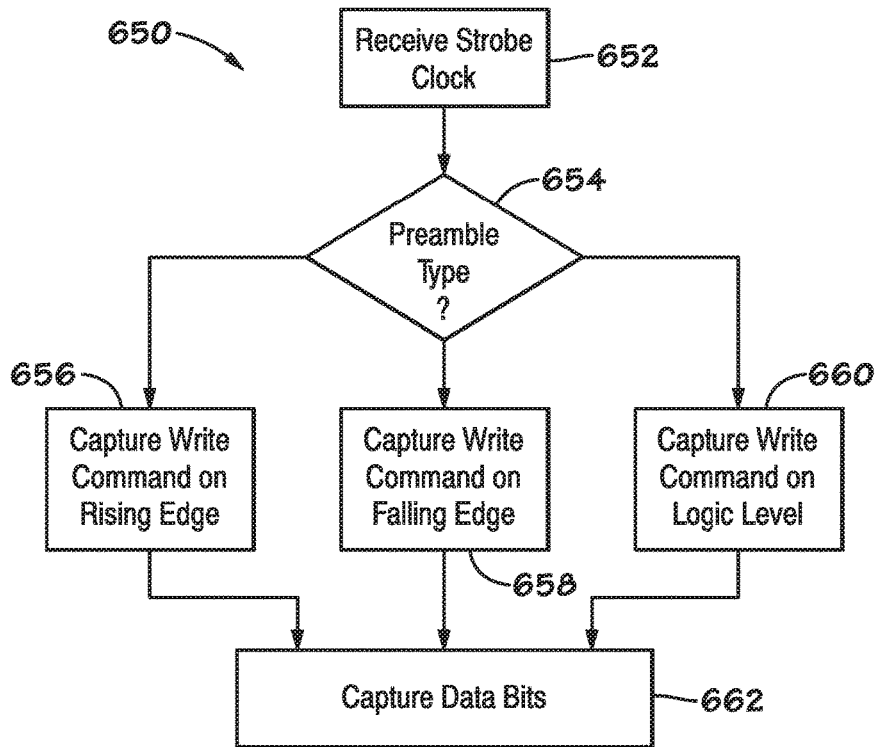 650
Receive Strobe
Clock
652
654
Preamble
Type
?
656
Capture Write
Command on
Rising Edge
Capture Write
Command on
Falling Edge
658
660
Capture Write
Command on
Logic Level
Capture Data Bits
662